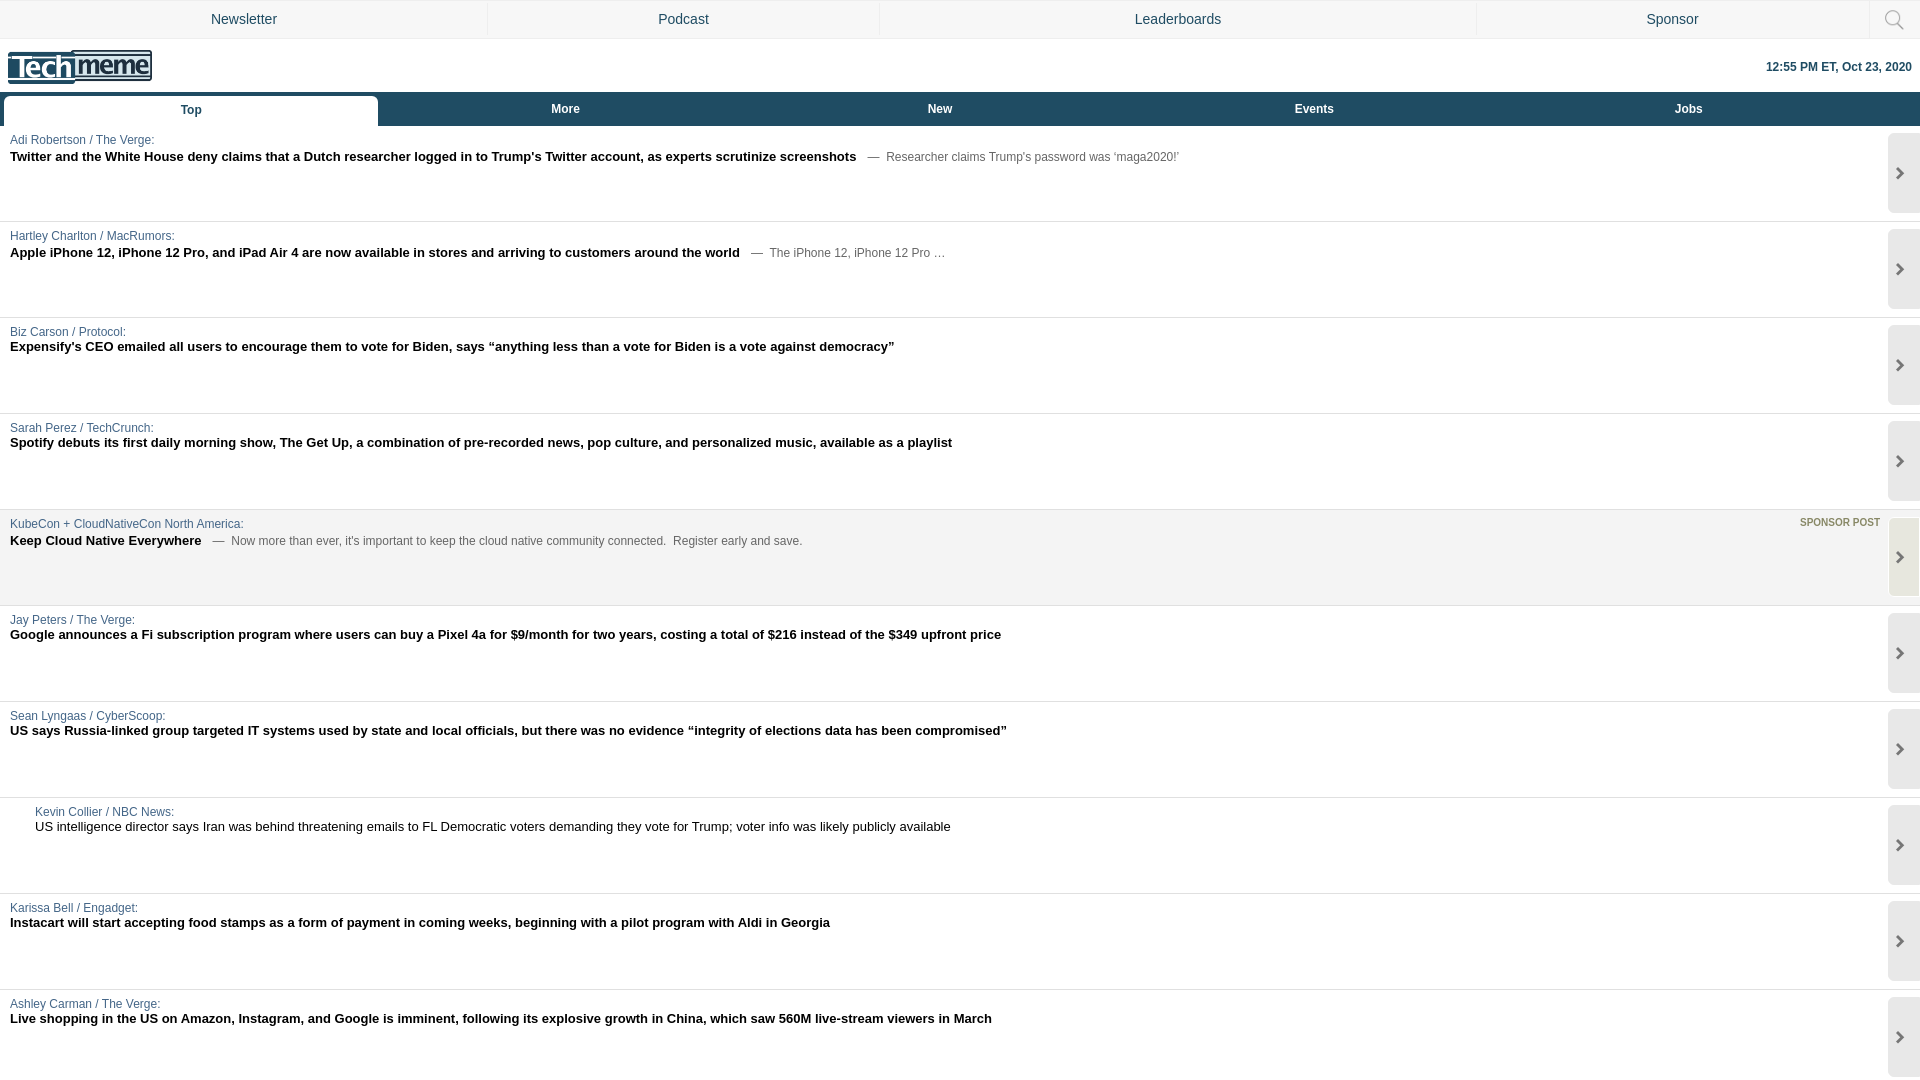 Newsletter
Podcast
Leaderboards
Sponsor
Techmeme
12:55 PM ET, Oct 23, 2020
Top
More
New
Events
Jobs
Adi Robertson / The Verge:
Twitter and the White House deny claims that a Dutch researcher logged in to Trump's Twitter account, as experts scrutinize screenshots — Researcher claims Trump's password was ‘maga2020!’
Hartley Charlton / MacRumors:
Apple iPhone 12, iPhone 12 Pro, and iPad Air 4 are now available in stores and arriving to customers around the world — The iPhone 12, iPhone 12 Pro …
Biz Carson / Protocol:
Expensify's CEO emailed all users to encourage them to vote for Biden, says “anything less than a vote for Biden is a vote against democracy”
Sarah Perez / TechCrunch:
Spotify debuts its first daily morning show, The Get Up, a combination of pre-recorded news, pop culture, and personalized music, available as a playlist
KubeCon + CloudNativeCon North America:
SPONSOR POST
Keep Cloud Native Everywhere — Now more than ever, it's important to keep the cloud native community connected. Register early and save.
Jay Peters / The Verge:
Google announces a Fi subscription program where users can buy a Pixel 4a for $9/month for two years, costing a total of $216 instead of the $349 upfront price
Sean Lyngaas / CyberScoop:
US says Russia-linked group targeted IT systems used by state and local officials, but there was no evidence “integrity of elections data has been compromised”
Kevin Collier / NBC News:
US intelligence director says Iran was behind threatening emails to FL Democratic voters demanding they vote for Trump; voter info was likely publicly available
Karissa Bell / Engadget:
Instacart will start accepting food stamps as a form of payment in coming weeks, beginning with a pilot program with Aldi in Georgia
Ashley Carman / The Verge:
Live shopping in the US on Amazon, Instagram, and Google is imminent, following its explosive growth in China, which saw 560M live-stream viewers in March